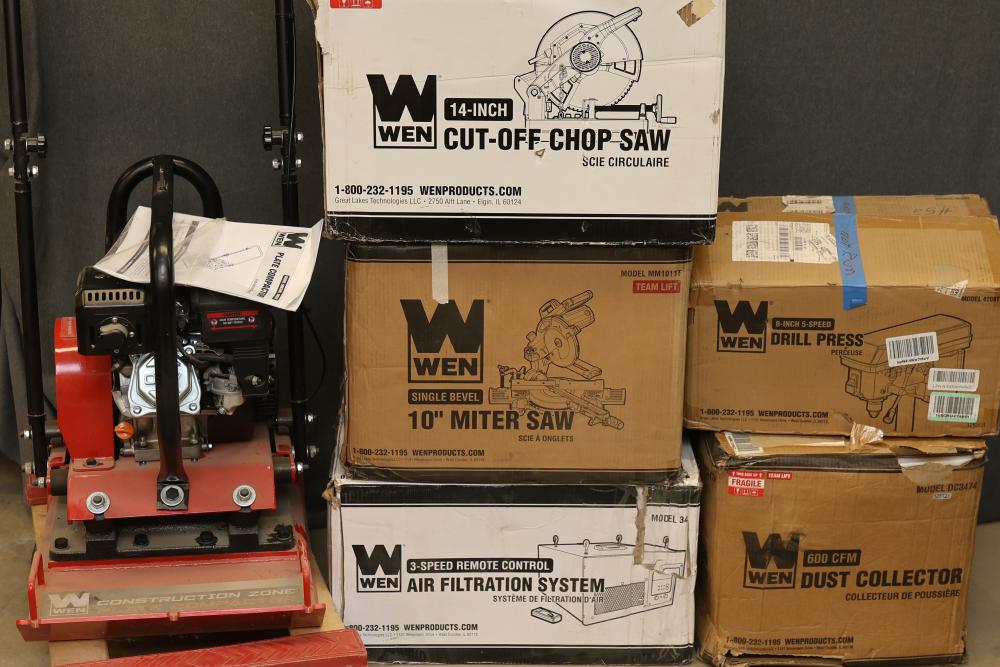 WEN
14-INCH
CUT-OFF CHOP SAW
SCIE CIRCULAIRE
1-800-232-1195 WENPRODUCTS.COM
Great Lakes Technologies LLC • 2750 Alft Lane • Elgin, IL 60124
WEN
PLATE COMPACTOR
WEN
CONSTRUCTION ZONE
MODEL MM1011T
TEAM LIFT
WEN
SINGLE BEVEL
10" MITER SAW
SCIE À ONGLETS
1-800-232-1195 WENPRODUCTS.COM
MODEL 34
WEN
3-SPEED REMOTE CONTROL
AIR FILTRATION SYSTEM
SYSTÈME DE FILTRATION D'AIR
1-800-232-1195 WENPRODUCTS.COM
MODEL 4208T
WEN
8-INCH 5-SPEED
DRILL PRESS
PERCEUSE
1-800-232-1195 WENPRODUCTS.COM
FRAGILE
TEAM LIFT
MODEL DC3474
WEN
600 CFM
DUST COLLECTOR
COLLECTEUR DE POUSSIÈRE
1-800-232-1195 WENPRODUCTS.COM